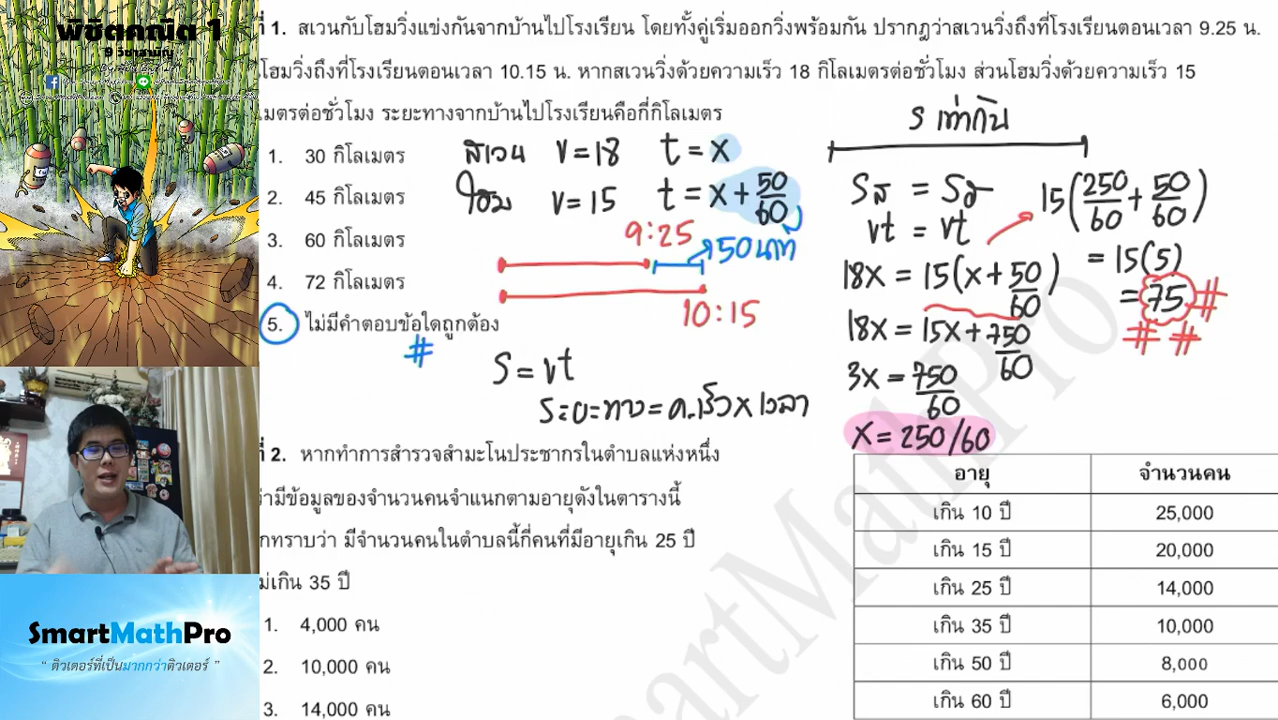 พิชิตคณิต 1
9 วิชาสามัญ
ที่ 1. สเวนกับโฮมวิ่งแข่งกันจากบ้านไปโรงเรียน โดยทั้งคู่เริ่มออกวิ่งพร้อมกัน ปรากฎว่าสเวนวิ่งถึงที่โรงเรียนตอนเวลา 9.25 น.
โฮมวิ่งถึงที่โรงเรียนตอนเวลา 10.15 น. หากสเวนวิ่งด้วยความเร็ว 18 กิโลเมตรต่อชั่วโมง ส่วนโฮมวิ่งด้วยความเร็ว 15
เมตรต่อชั่วโมง ระยะทางจากบ้านไปโรงเรียนคือกี่กิโลเมตร
1. 30 กิโลเมตร
2. 45 กิโลเมตร
3. 60 กิโลเมตร
4. 72 กิโลเมตร
5. ไม่มีคำตอบข้อใดถูกต้อง
#
สเวน v = 18 t = x
โฮม v = 15 t = x + 50/60
9:25
50 นาที
10:15
S = vt
ระยะทาง = ค.เร็ว x เวลา
S เท่ากัน
Sส = Sฮ
vt = vt
18x = 15(x + 50/60)
18x = 15x + 750/60
3x = 750/60
x = 250/60
15(250/60 + 50/60)
= 15(5)
= 75 #
# #
ที่ 2. หากทำการสำรวจสำมะโนประชากรในตำบลแห่งหนึ่ง
ว่ามีข้อมูลของจำนวนคนจำแนกตามอายุดังในตารางนี้
กทราบว่า มีจำนวนคนในตำบลนี้กี่คนที่มีอายุเกิน 25 ปี
ม่เกิน 35 ปี
1. 4,000 คน
2. 10,000 คน
3. 14,000 คน
อายุ จำนวนคน
เกิน 10 ปี 25,000
เกิน 15 ปี 20,000
เกิน 25 ปี 14,000
เกิน 35 ปี 10,000
เกิน 50 ปี 8,000
เกิน 60 ปี 6,000
SmartMathPro
“ ติวเตอร์ที่เป็นมากกว่าติวเตอร์ ”